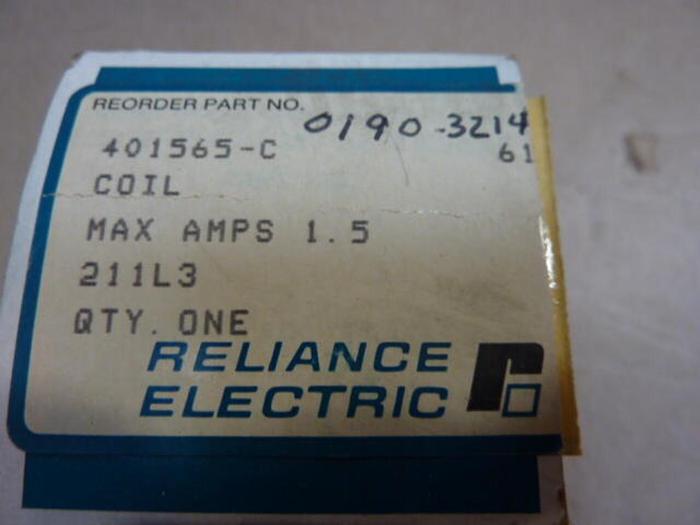 REORDER PART NO.
0190-3214
401565-C 61
COIL
MAX AMPS 1.5
211L3
QTY. ONE
RELIANCE
ELECTRIC